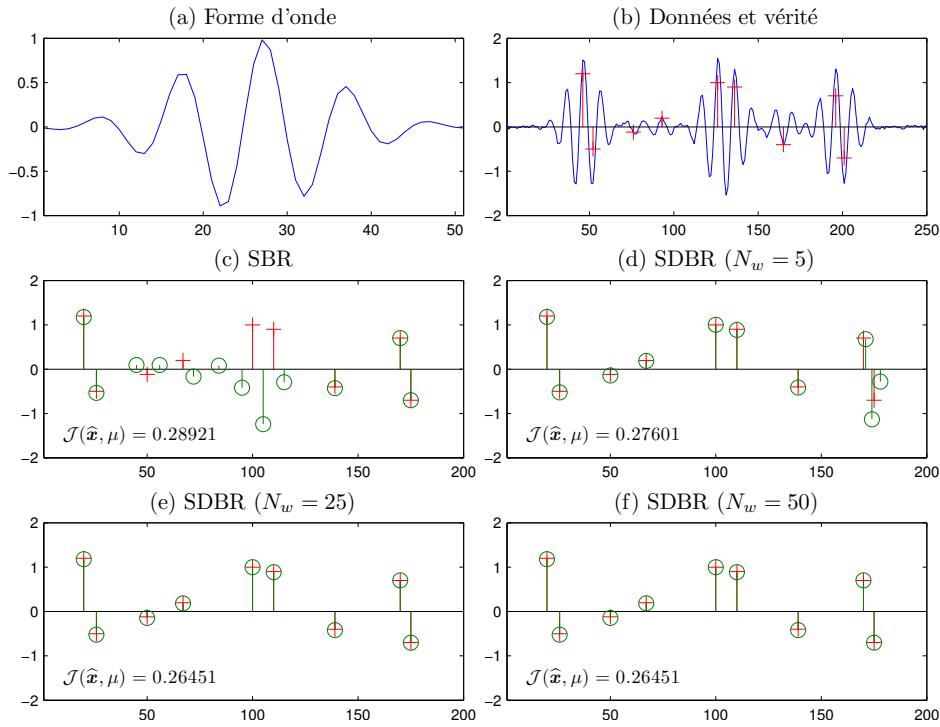 (a) Forme d'onde
1
0.5
0
−0.5
−1
10 20 30 40 50
(b) Données et vérité
2
1
0
−1
−2
50 100 150 200 250
(c) SBR
2
1
0
−1
−2
𝒥(x̂, μ) = 0.28921
50 100 150 200
(d) SDBR (N_w = 5)
2
1
0
−1
−2
𝒥(x̂, μ) = 0.27601
50 100 150 200
(e) SDBR (N_w = 25)
2
1
0
−1
−2
𝒥(x̂, μ) = 0.26451
50 100 150 200
(f) SDBR (N_w = 50)
2
1
0
−1
−2
𝒥(x̂, μ) = 0.26451
50 100 150 200